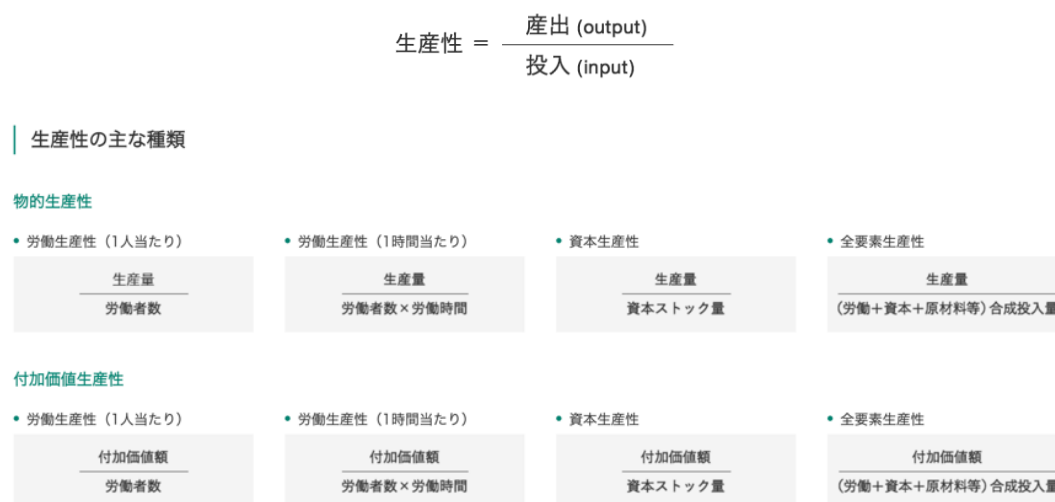 生産性 = 産出 (output)
投入 (input)
生産性の主な種類
物的生産性
• 労働生産性（1人当たり）
生産量
労働者数
• 労働生産性（1時間当たり）
生産量
労働者数×労働時間
• 資本生産性
生産量
資本ストック量
• 全要素生産性
生産量
(労働＋資本＋原材料等) 合成投入量
付加価値生産性
• 労働生産性（1人当たり）
付加価値額
労働者数
• 労働生産性（1時間当たり）
付加価値額
労働者数×労働時間
• 資本生産性
付加価値額
資本ストック量
• 全要素生産性
付加価値額
(労働＋資本＋原材料等) 合成投入量